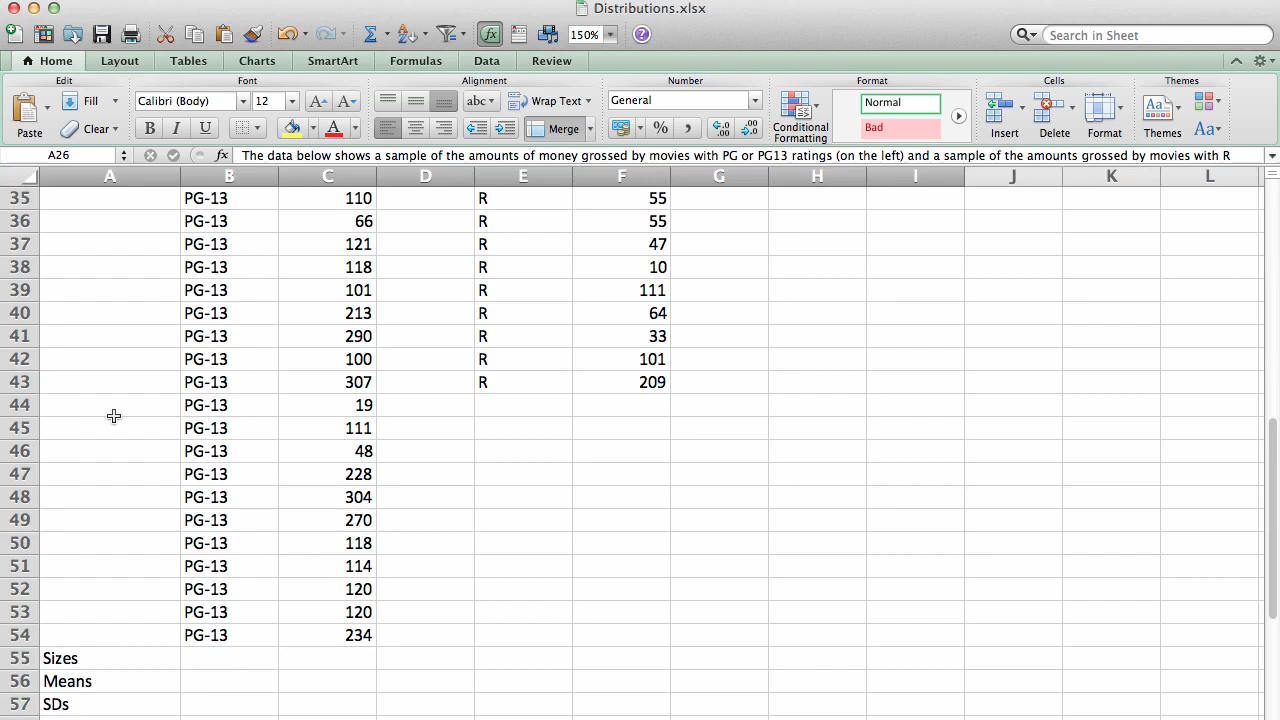 Distributions.xlsx
150% Search in Sheet
Home Layout Tables Charts SmartArt Formulas Data Review
Edit Font Alignment Number Format Cells Themes
Fill Calibri (Body) 12 A A abc Wrap Text General Normal
Paste Clear B I U A Merge % , Conditional Formatting Bad Insert Delete Format Themes Aa
A26 fx The data below shows a sample of the amounts of money grossed by movies with PG or PG13 ratings (on the left) and a sample of the amounts grossed by movies with R
A B C D E F G H I J K L
35 PG-13 110 R 55
36 PG-13 66 R 55
37 PG-13 121 R 47
38 PG-13 118 R 10
39 PG-13 101 R 111
40 PG-13 213 R 64
41 PG-13 290 R 33
42 PG-13 100 R 101
43 PG-13 307 R 209
44 PG-13 19
45 PG-13 111
46 PG-13 48
47 PG-13 228
48 PG-13 304
49 PG-13 270
50 PG-13 118
51 PG-13 114
52 PG-13 120
53 PG-13 120
54 PG-13 234
55 Sizes
56 Means
57 SDs